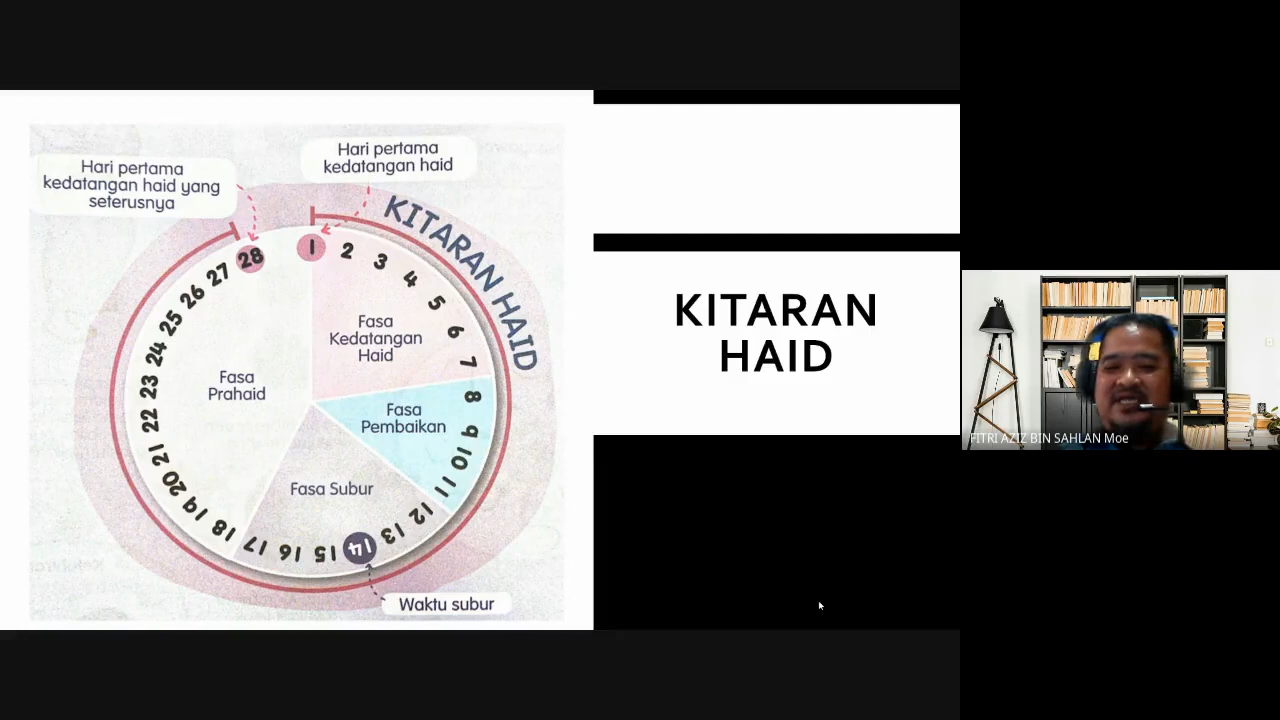 Hari pertama
kedatangan haid yang
seterusnya
Hari pertama
kedatangan haid
KITARAN HAID
1
2
3
4
5
6
7
8
9
10
11
12
13
14
15
16
17
18
19
20
21
22
23
24
25
26
27
28
Fasa
Kedatangan
Haid
Fasa
Pembaikan
Fasa Subur
Fasa
Prahaid
Waktu subur
KITARAN
HAID
FITRI AZIZ BIN SAHLAN Moe